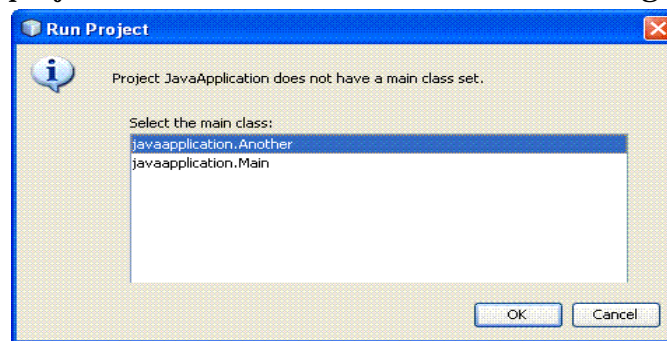 Run Project
Project JavaApplication does not have a main class set.
Select the main class:
javaapplication.Another
javaapplication.Main
OK Cancel